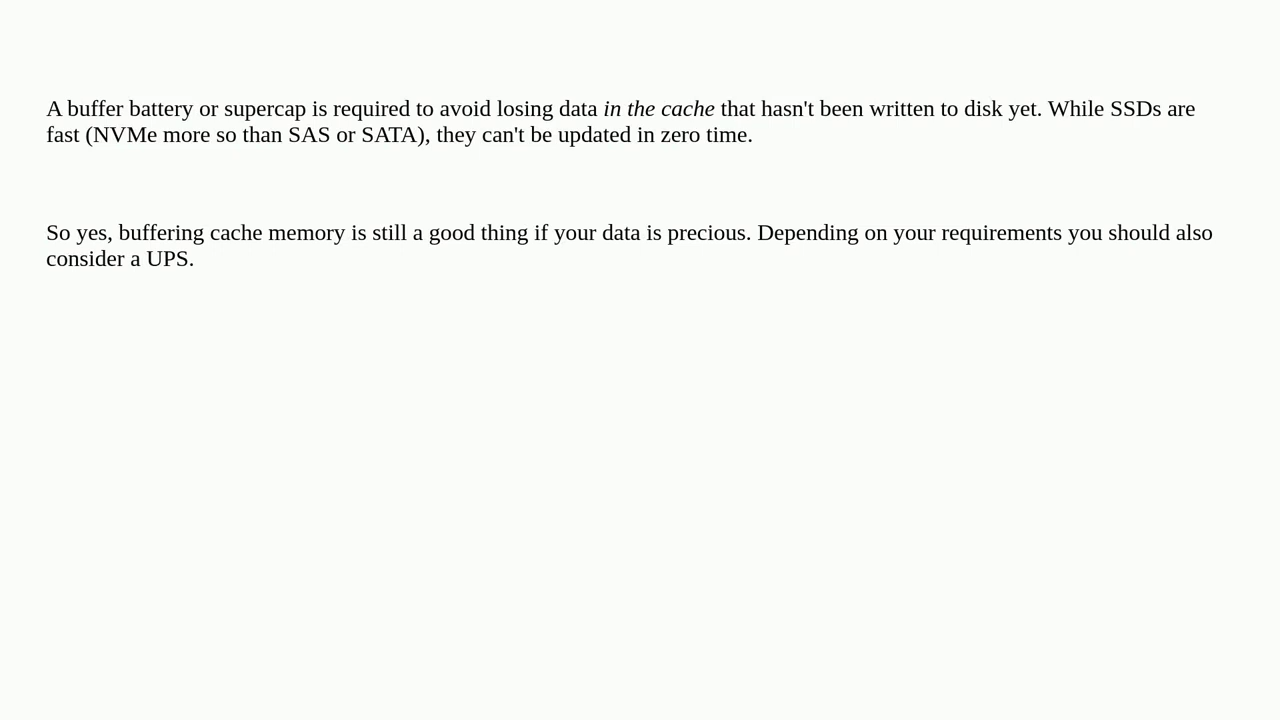 A buffer battery or supercap is required to avoid losing data in the cache that hasn't been written to disk yet. While SSDs are
fast (NVMe more so than SAS or SATA), they can't be updated in zero time.
So yes, buffering cache memory is still a good thing if your data is precious. Depending on your requirements you should also
consider a UPS.